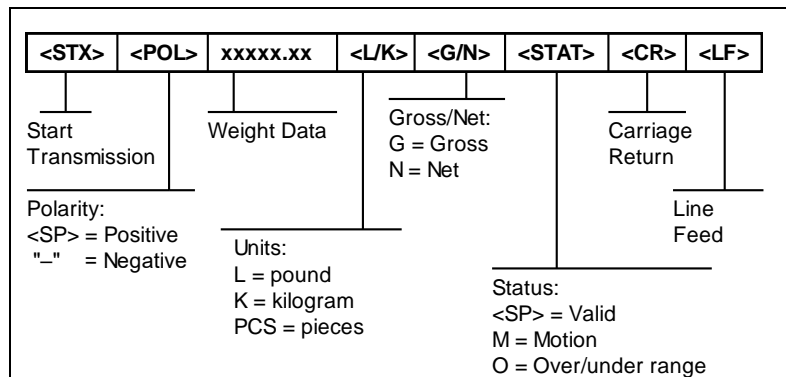 <STX> <POL> xxxxx.xx <L/K> <G/N> <STAT> <CR> <LF>
Start
Transmission
Polarity:
<SP> = Positive
"–" = Negative
Weight Data
Units:
L = pound
K = kilogram
PCS = pieces
Gross/Net:
G = Gross
N = Net
Status:
<SP> = Valid
M = Motion
O = Over/under range
Carriage
Return
Line
Feed